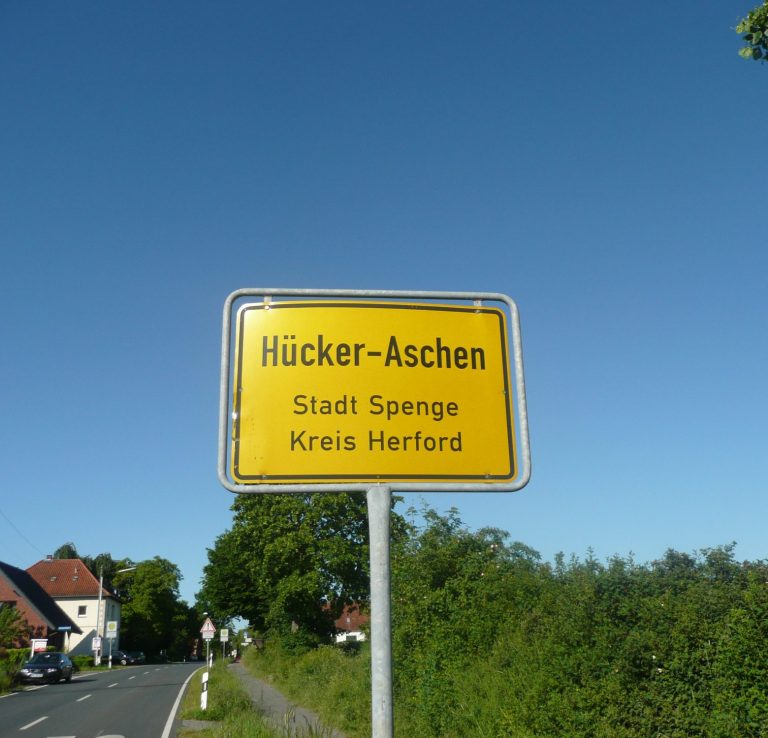 Hücker-Aschen
Stadt Spenge
Kreis Herford